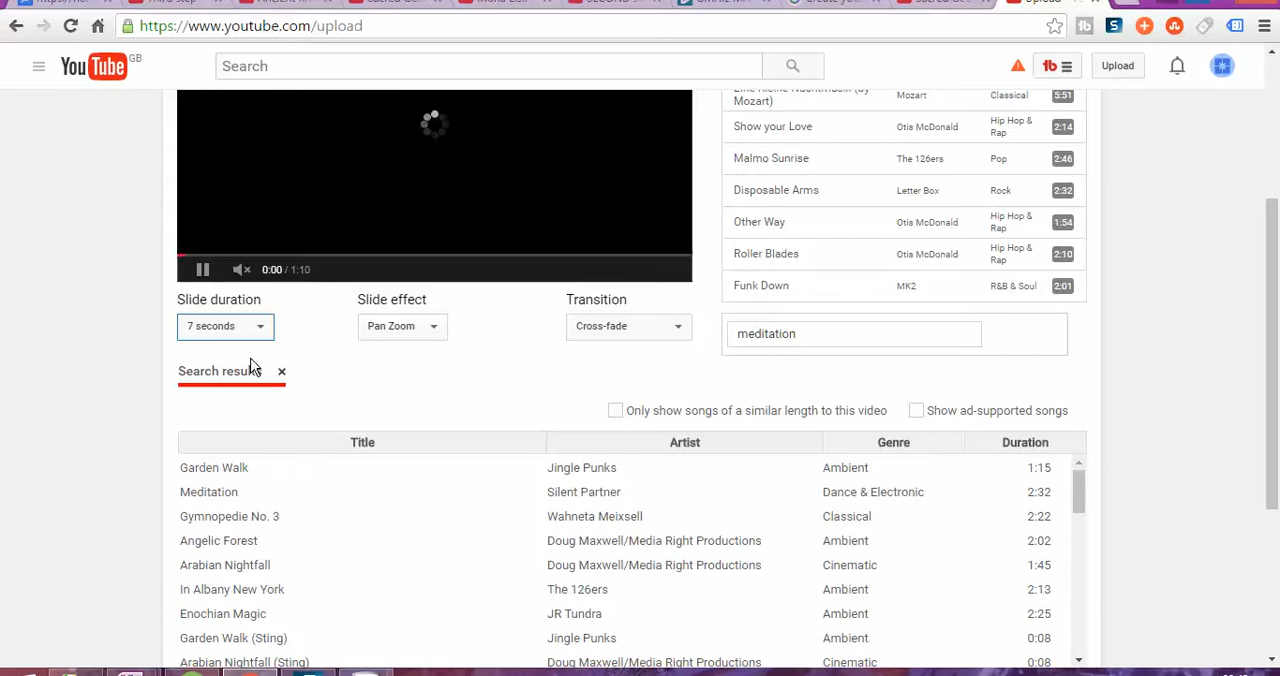 https://www.youtube.com/upload
YouTube GB
Search
Upload
Mozart) Mozart Classical 5:51
Show your Love Otis McDonald Hip Hop & Rap 2:14
Malmo Sunrise The 126ers Pop 2:46
Disposable Arms Letter Box Rock 2:32
Other Way Otis McDonald Hip Hop & Rap 1:54
Roller Blades Otis McDonald Hip Hop & Rap 2:10
Funk Down MK2 R&B & Soul 2:01
0:00 / 1:10
Slide duration Slide effect Transition
7 seconds Pan Zoom Cross-fade
meditation
Search
Only show songs of a similar length to this video Show ad-supported songs
Title Artist Genre Duration
Garden Walk Jingle Punks Ambient 1:15
Meditation Silent Partner Dance & Electronic 2:32
Gymnopedie No. 3 Wahneta Meixsell Classical 2:22
Angelic Forest Doug Maxwell/Media Right Productions Ambient 2:02
Arabian Nightfall Doug Maxwell/Media Right Productions Cinematic 1:45
In Albany New York The 126ers Ambient 2:13
Enochian Magic JR Tundra Ambient 2:25
Garden Walk (Sting) Jingle Punks Ambient 0:08
Arabian Nightfall (Sting) Doug Maxwell/Media Right Productions Cinematic 0:08